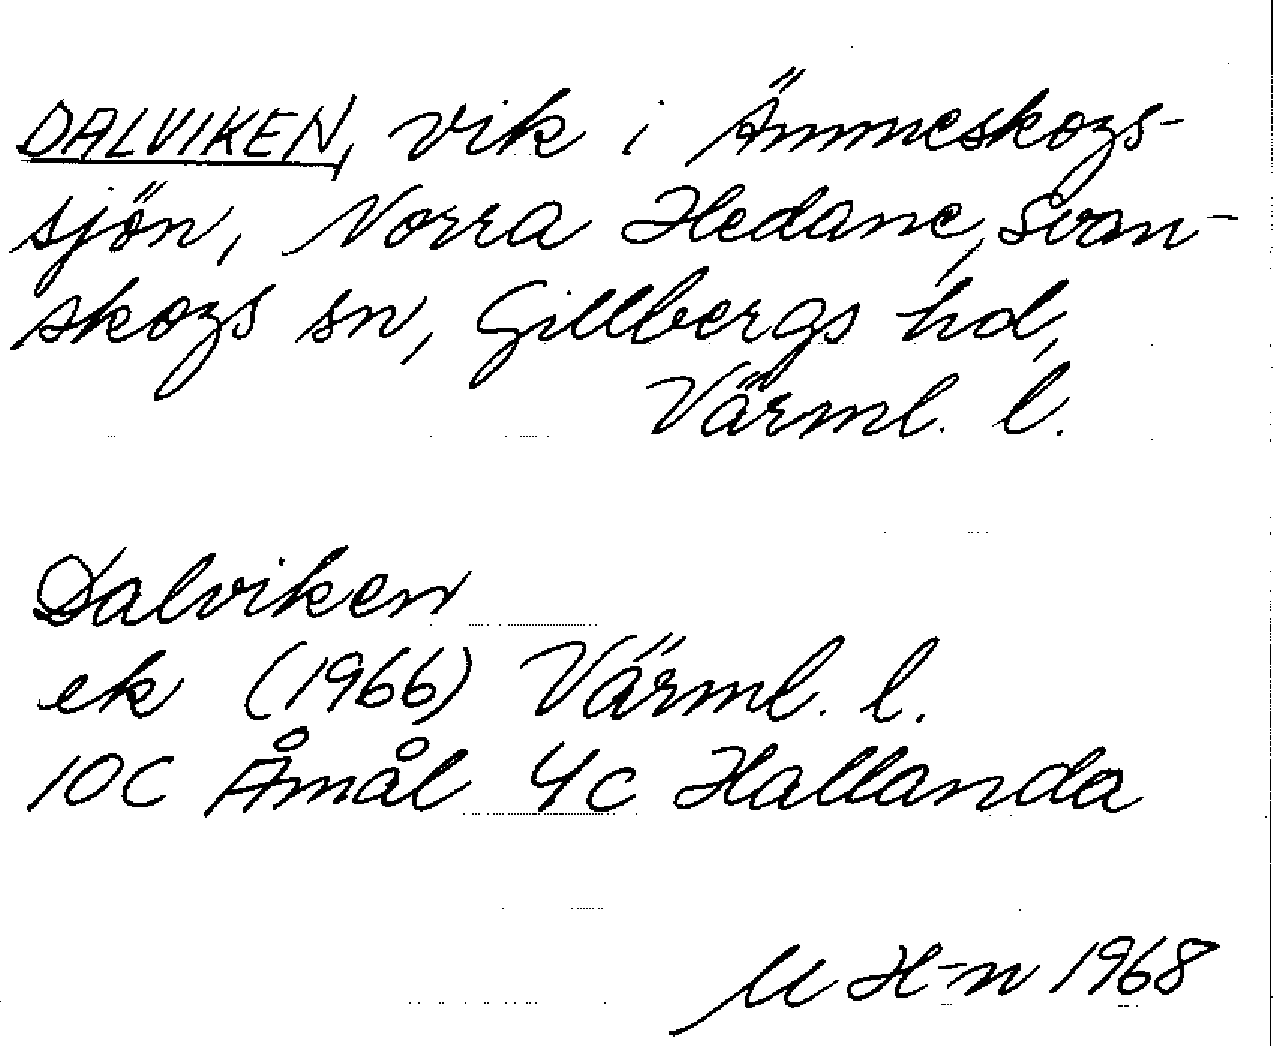 DALVIKEN, vik i Ämmeskogs-
sjön, Norra Hedane, Svan-
skogs sn, Gillbergs hd,
Värml. l.
Dalviken
ek (1966) Värml. l.
10C Åmål 4c Hallanda
M H-n 1968